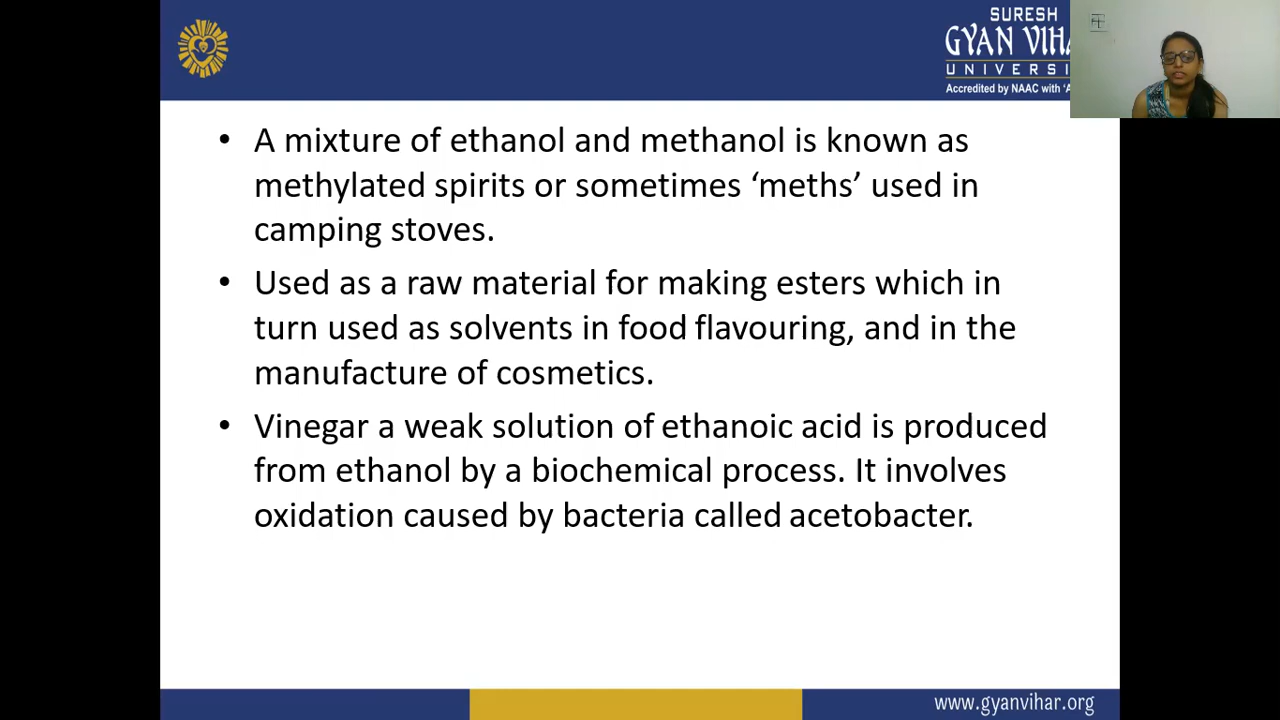 SURESH
GYAN VIHA
UNIVERSI
Accredited by NAAC with 'A
• A mixture of ethanol and methanol is known as
methylated spirits or sometimes ‘meths’ used in
camping stoves.
• Used as a raw material for making esters which in
turn used as solvents in food flavouring, and in the
manufacture of cosmetics.
• Vinegar a weak solution of ethanoic acid is produced
from ethanol by a biochemical process. It involves
oxidation caused by bacteria called acetobacter.
www.gyanvihar.org